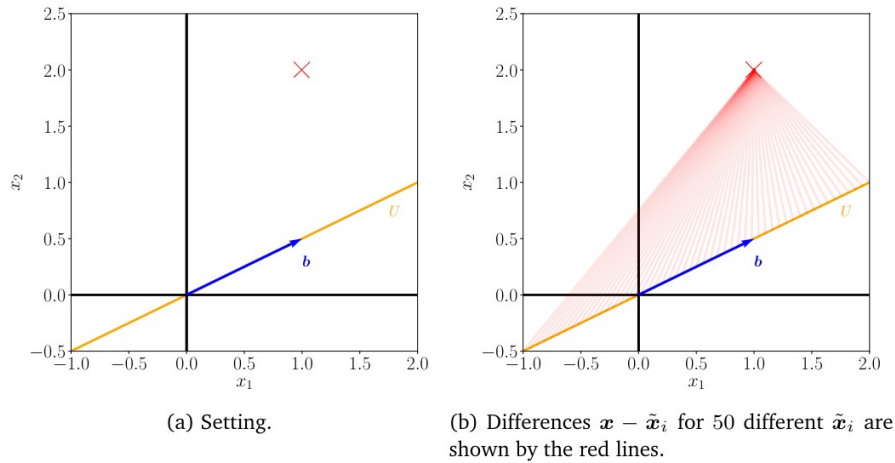 2.5
2.0
1.5
1.0
0.5
0.0
−0.5
x₂
−1.0 −0.5 0.0 0.5 1.0 1.5 2.0
x₁
U
b
(a) Setting.
2.5
2.0
1.5
1.0
0.5
0.0
−0.5
x₂
−1.0 −0.5 0.0 0.5 1.0 1.5 2.0
x₁
U
b
(b) Differences x − x̃ᵢ for 50 different x̃ᵢ are
shown by the red lines.